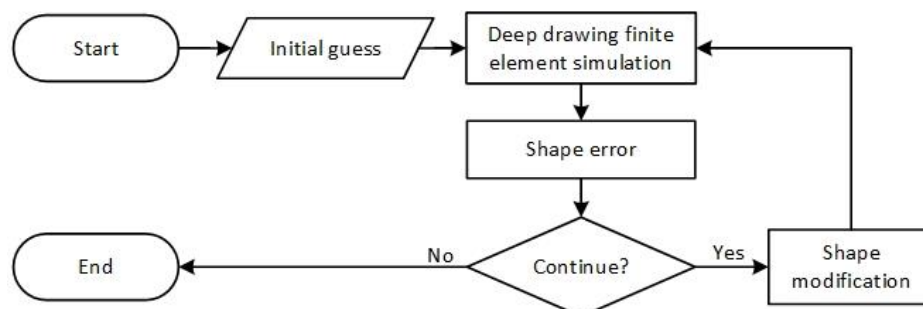 Start
Initial guess
Deep drawing finite
element simulation
Shape error
Continue?
No
Yes
End
Shape
modification